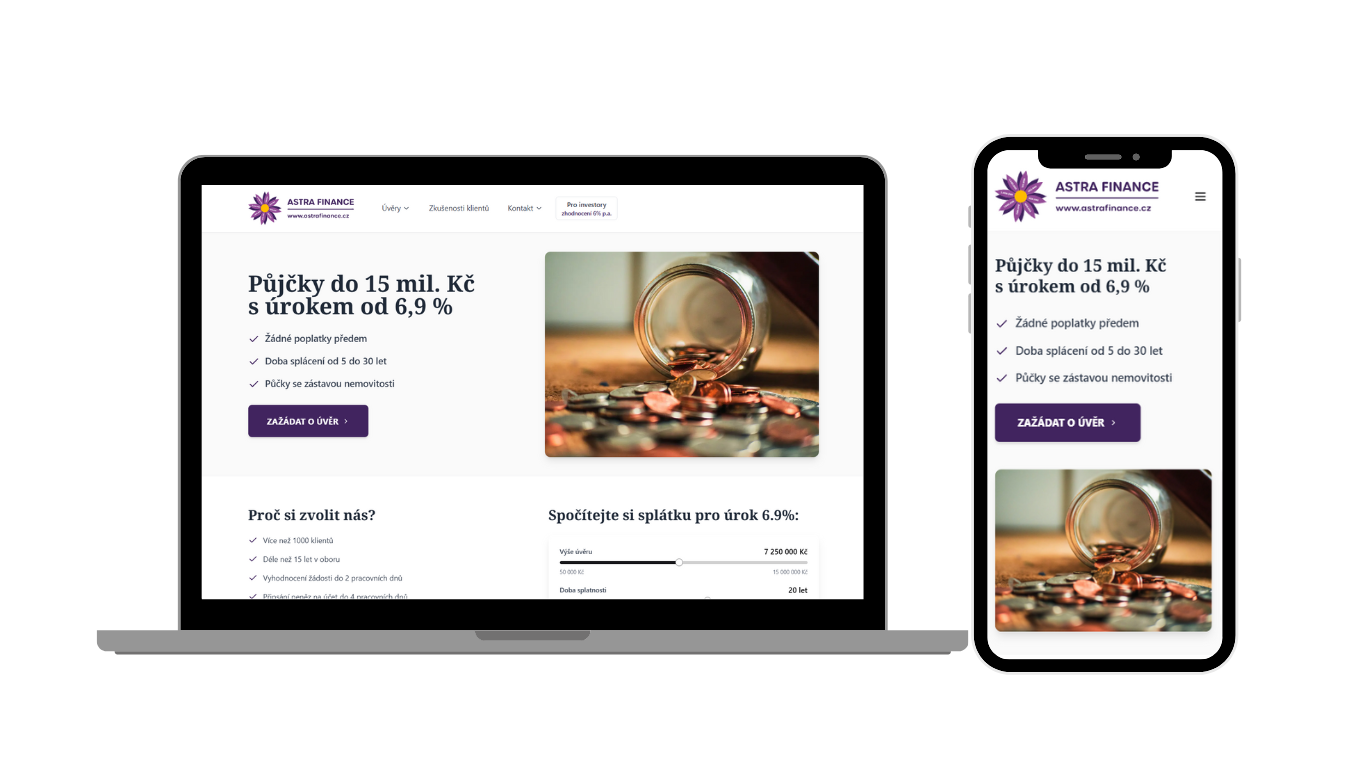 ASTRA FINANCE
www.astrafinance.cz
Úvěry
Zkušenosti klientů
Kontakt
Pro investory
zhodnocení 6% p.a.
Půjčky do 15 mil. Kč
s úrokem od 6,9 %
Žádné poplatky předem
Doba splácení od 5 do 30 let
Půčky se zástavou nemovitosti
ZAŽÁDAT O ÚVĚR
Proč si zvolit nás?
Více než 1000 klientů
Déle než 15 let v oboru
Vyhodnocení žádosti do 2 pracovních dnů
Připsání peněz na účet do 4 pracovních dnů
Spočítejte si splátku pro úrok 6.9%:
Výše úvěru
7 250 000 Kč
50 000 Kč
15 000 000 Kč
Doba splatnosti
20 let
ASTRA FINANCE
www.astrafinance.cz
Půjčky do 15 mil. Kč
s úrokem od 6,9 %
Žádné poplatky předem
Doba splácení od 5 do 30 let
Půčky se zástavou nemovitosti
ZAŽÁDAT O ÚVĚR